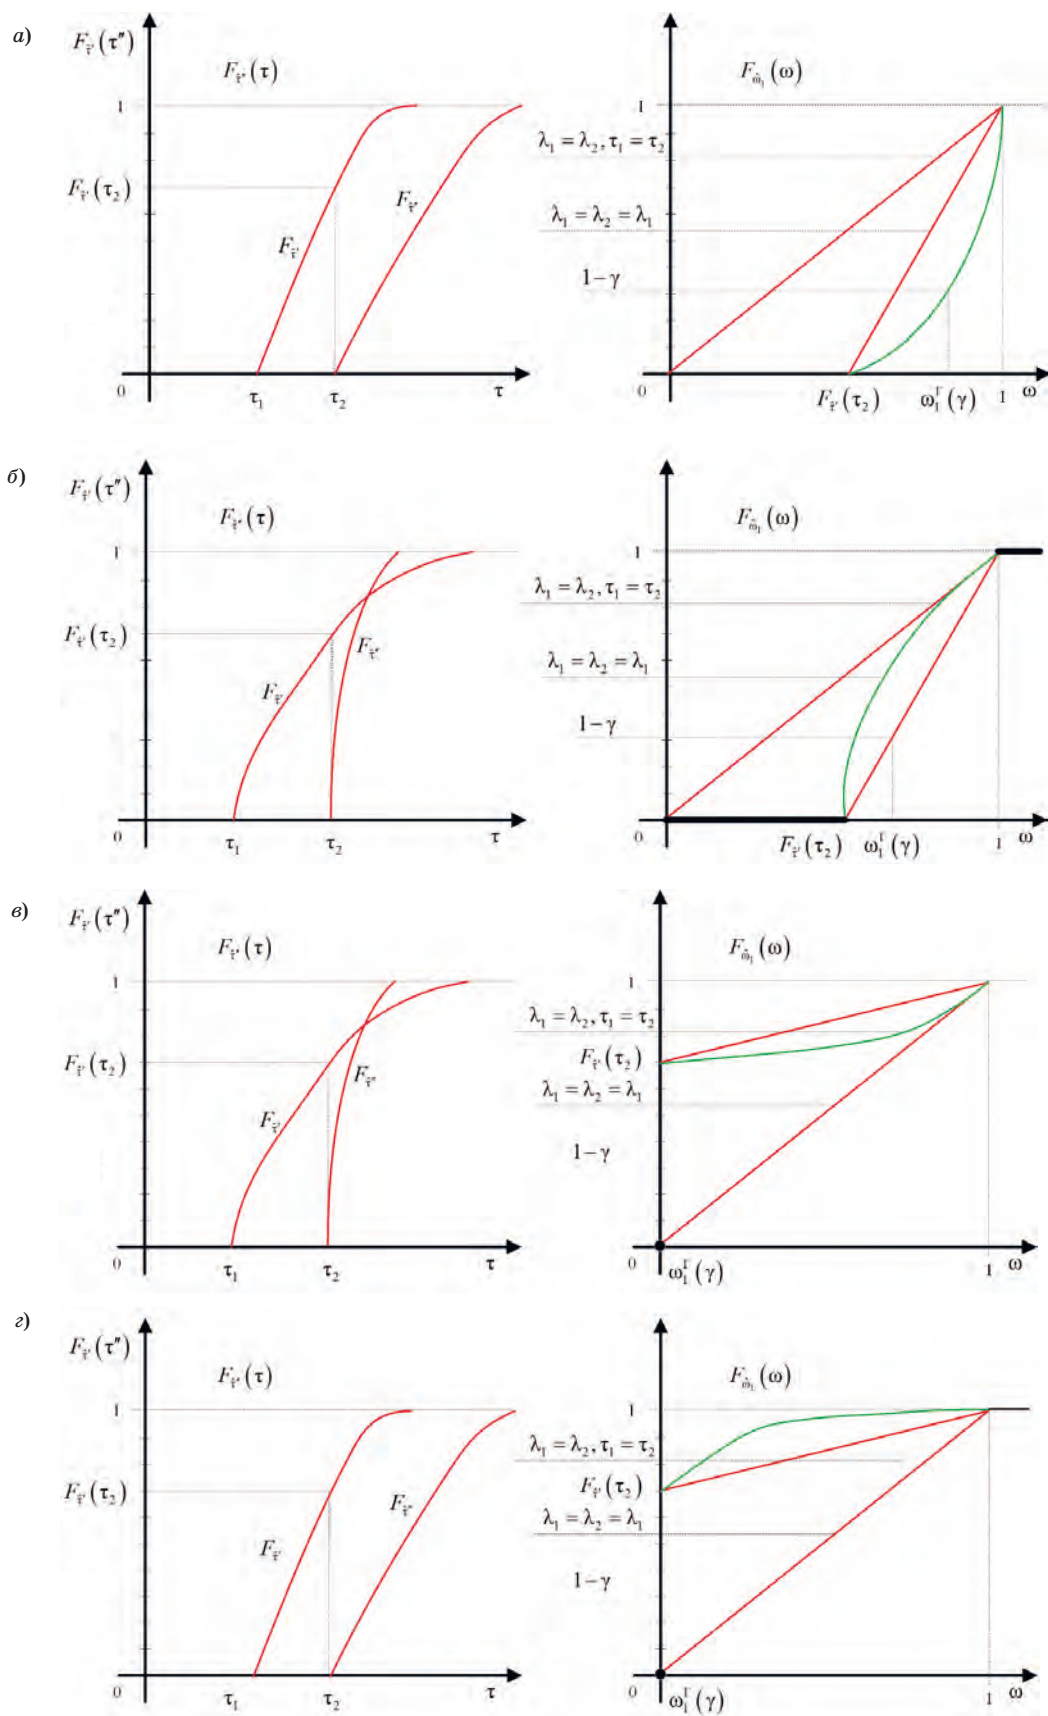 а)
F_τ̂′(τ″)
F_τ̂″(τ)
1
F_τ̂′(τ₂)
F_τ̂′
F_τ̂″
0
τ₁
τ₂
τ
F_ω̂₁(ω)
1
λ₁ = λ₂, τ₁ = τ₂
λ₁ = λ₂ = λ₁
1−γ
0
F_τ̂′(τ₂)
ω₁ᴦ(γ)
1
ω
б)
F_τ̂′(τ″)
F_τ̂″(τ)
1
F_τ̂′(τ₂)
F_τ̂′
F_τ̂″
0
τ₁
τ₂
τ
F_ω̂₁(ω)
1
λ₁ = λ₂, τ₁ = τ₂
λ₁ = λ₂ = λ₁
1−γ
0
F_τ̂′(τ₂)
ω₁ᴦ(γ)
1
ω
в)
F_τ̂′(τ″)
F_τ̂″(τ)
1
F_τ̂′(τ₂)
F_τ̂′
F_τ̂″
0
τ₁
τ₂
τ
F_ω̂₁(ω)
1
λ₁ = λ₂, τ₁ = τ₂
F_τ̂′(τ₂)
λ₁ = λ₂ = λ₁
1−γ
0
ω₁ᴦ(γ)
1
ω
г)
F_τ̂′(τ″)
F_τ̂″(τ)
1
F_τ̂′(τ₂)
F_τ̂′
F_τ̂″
0
τ₁
τ₂
τ
F_ω̂₁(ω)
1
λ₁ = λ₂, τ₁ = τ₂
F_τ̂′(τ₂)
λ₁ = λ₂ = λ₁
1−γ
0
ω₁ᴦ(γ)
1
ω